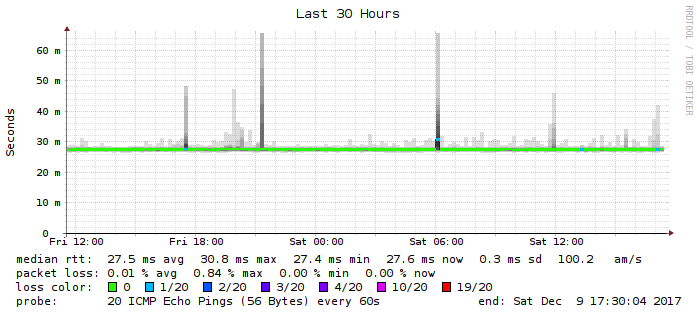 Last 30 Hours
RRDTOOL / TOBI OETIKER
Seconds
60 m
50 m
40 m
30 m
20 m
10 m
0
Fri 12:00 Fri 18:00 Sat 00:00 Sat 06:00 Sat 12:00
median rtt: 27.5 ms avg 30.8 ms max 27.4 ms min 27.6 ms now 0.3 ms sd 100.2 am/s
packet loss: 0.01 % avg 0.84 % max 0.00 % min 0.00 % now
loss color: 0 1/20 2/20 3/20 4/20 10/20 19/20
probe: 20 ICMP Echo Pings (56 Bytes) every 60s end: Sat Dec 9 17:30:04 2017